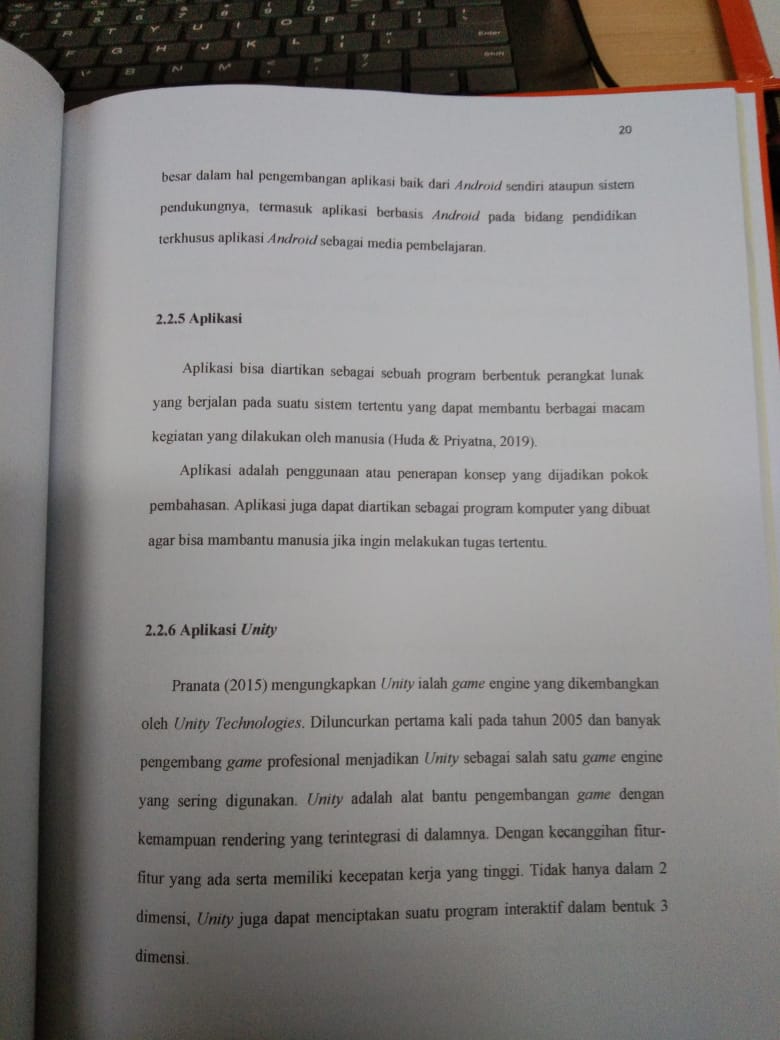 20
besar dalam hal pengembangan aplikasi baik dari Android sendiri ataupun sistem
pendukungnya, termasuk aplikasi berbasis Android pada bidang pendidikan
terkhusus aplikasi Android sebagai media pembelajaran.
2.2.5 Aplikasi
Aplikasi bisa diartikan sebagai sebuah program berbentuk perangkat lunak
yang berjalan pada suatu sistem tertentu yang dapat membantu berbagai macam
kegiatan yang dilakukan oleh manusia (Huda & Priyatna, 2019).
Aplikasi adalah penggunaan atau penerapan konsep yang dijadikan pokok
pembahasan. Aplikasi juga dapat diartikan sebagai program komputer yang dibuat
agar bisa mambantu manusia jika ingin melakukan tugas tertentu.
2.2.6 Aplikasi Unity
Pranata (2015) mengungkapkan Unity ialah game engine yang dikembangkan
oleh Unity Technologies. Diluncurkan pertama kali pada tahun 2005 dan banyak
pengembang game profesional menjadikan Unity sebagai salah satu game engine
yang sering digunakan. Unity adalah alat bantu pengembangan game dengan
kemampuan rendering yang terintegrasi di dalamnya. Dengan kecanggihan fitur-
fitur yang ada serta memiliki kecepatan kerja yang tinggi. Tidak hanya dalam 2
dimensi, Unity juga dapat menciptakan suatu program interaktif dalam bentuk 3
dimensi.